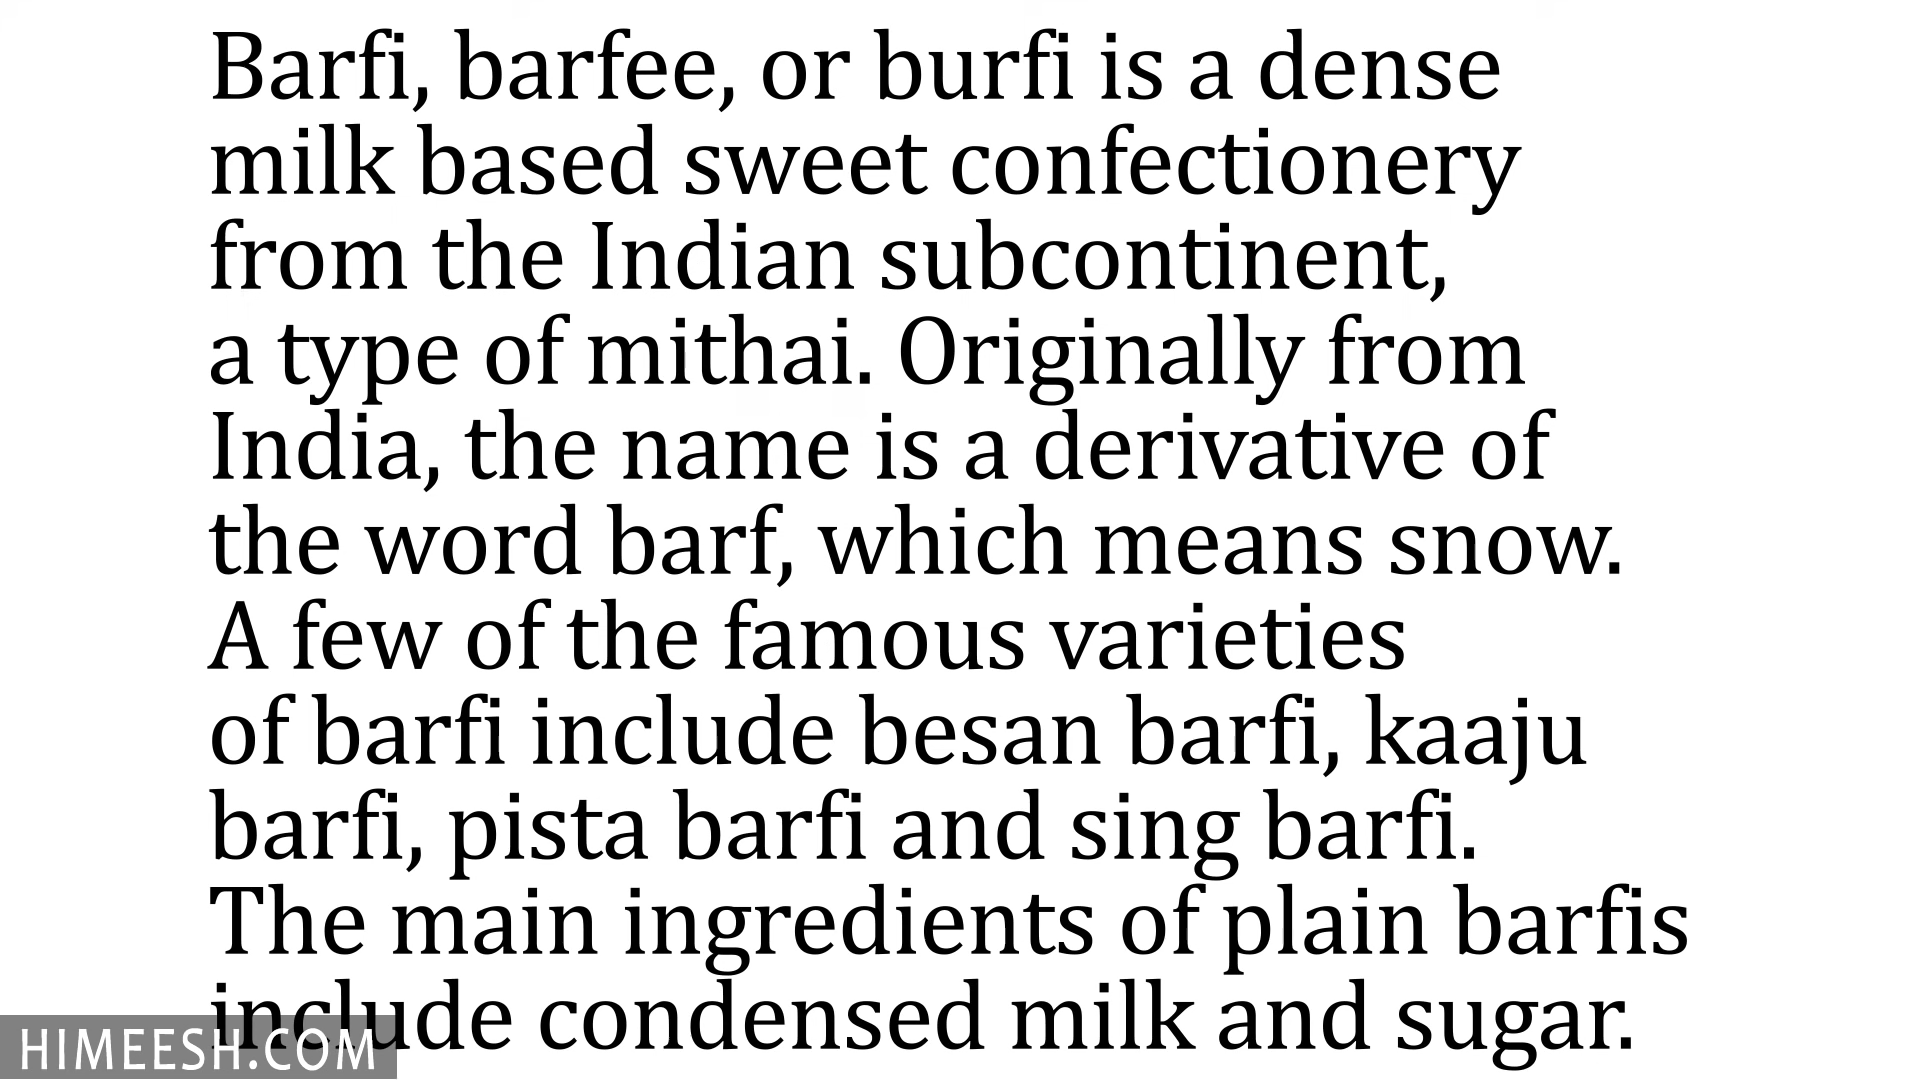 Barfi, barfee, or burfi is a dense
milk based sweet confectionery
from the Indian subcontinent,
a type of mithai. Originally from
India, the name is a derivative of
the word barf, which means snow.
A few of the famous varieties
of barfi include besan barfi, kaaju
barfi, pista barfi and sing barfi.
The main ingredients of plain barfis
include condensed milk and sugar.
HIMEESH.COM